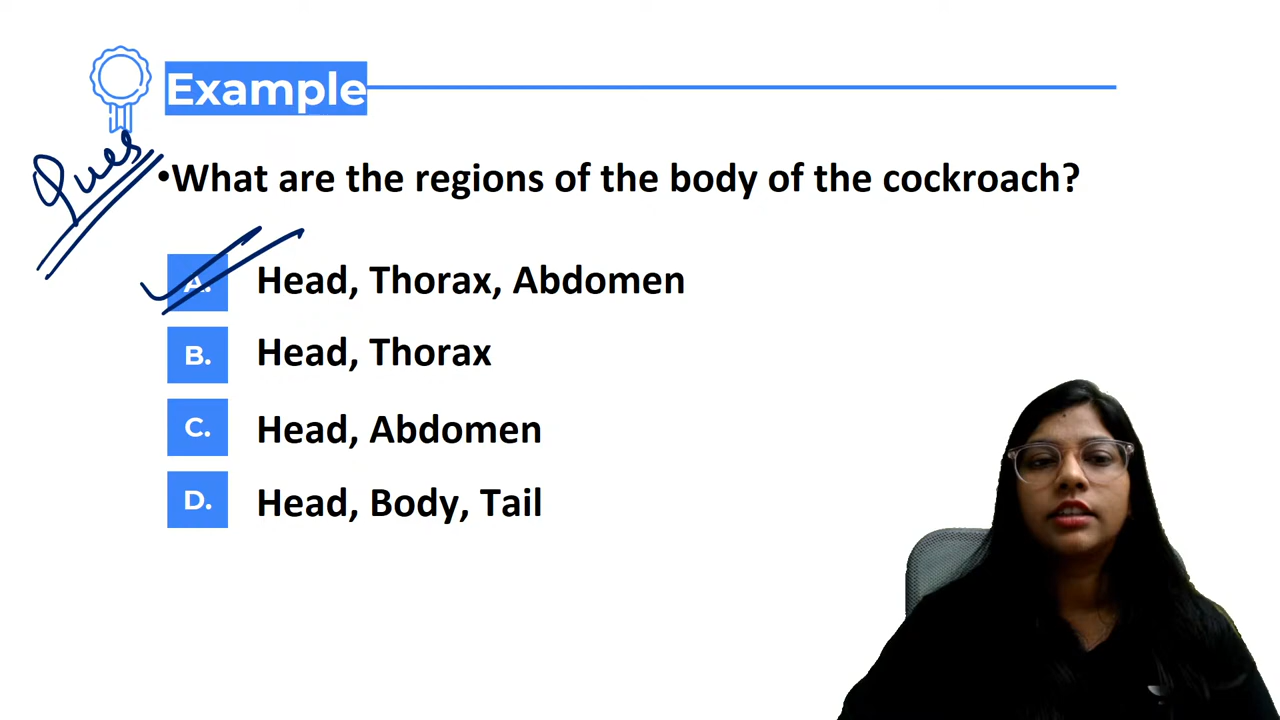 Example
Ques
•What are the regions of the body of the cockroach?
A. Head, Thorax, Abdomen
B. Head, Thorax
C. Head, Abdomen
D. Head, Body, Tail